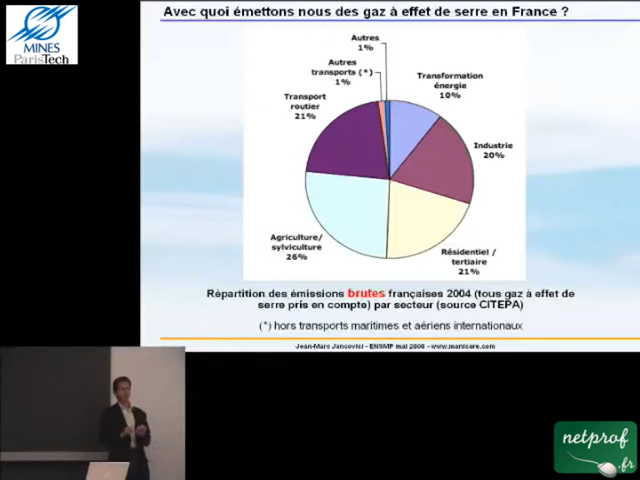 Avec quoi émettons nous des gaz à effet de serre en France ?
MINES
ParisTech
Autres
1%
Autres
transports (*)
1%
Transformation
énergie
10%
Transport
routier
21%
Industrie
20%
Agriculture/
sylviculture
26%
Résidentiel /
tertiaire
21%
Répartition des émissions brutes françaises 2004 (tous gaz à effet de
serre pris en compte) par secteur (source CITEPA)
(*) hors transports maritimes et aériens internationaux
Jean-Marc Jancovici - ENSMP mai 2008 - www.manicore.com
netprof
.fr